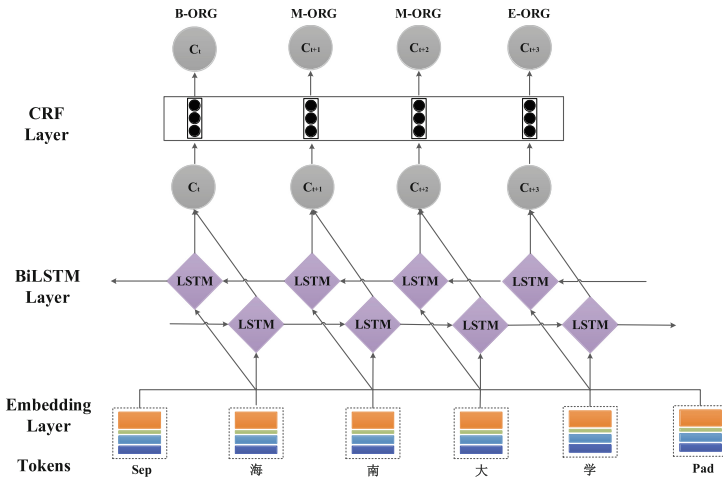 B-ORG M-ORG M-ORG E-ORG
Ct Ct+1 Ct+2 Ct+3
CRF
Layer
Ct Ct+1 Ct+2 Ct+3
BiLSTM
Layer
LSTM LSTM LSTM LSTM
LSTM LSTM LSTM LSTM
Embedding
Layer
Tokens Sep 海 南 大 学 Pad